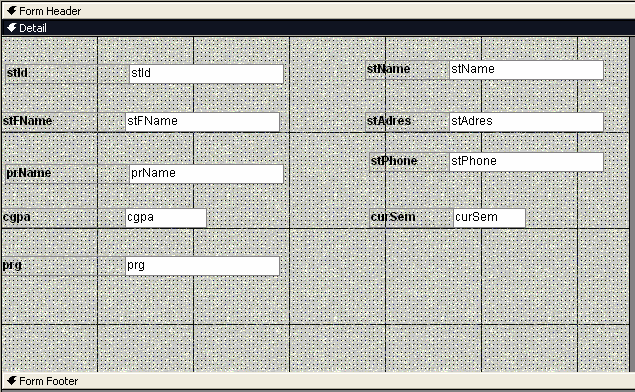 Form Header
Detail
stId stId stName stName
stFName stFName stAdres stAdres
stPhone stPhone
prName prName
cgpa cgpa curSem curSem
prg prg
Form Footer